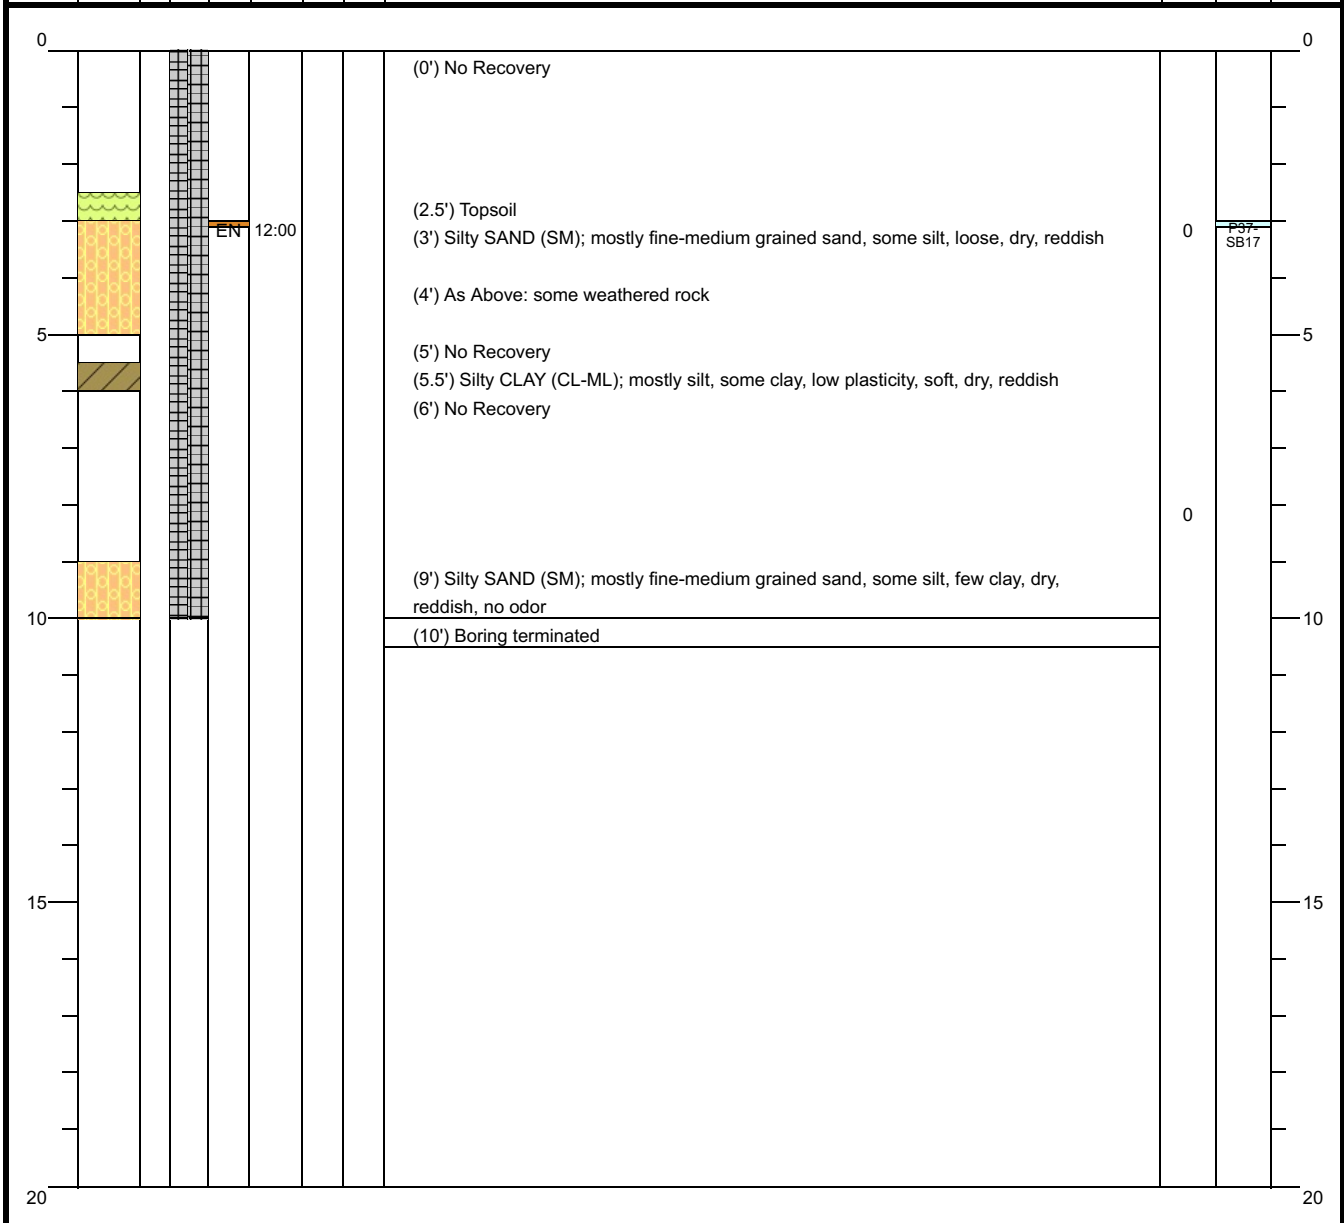 0
0
(0') No Recovery
(2.5') Topsoil
EN 12:00
(3') Silty SAND (SM); mostly fine-medium grained sand, some silt, loose, dry, reddish
0
P37-
SB17
(4') As Above: some weathered rock
5
5
(5') No Recovery
(5.5') Silty CLAY (CL-ML); mostly silt, some clay, low plasticity, soft, dry, reddish
(6') No Recovery
0
(9') Silty SAND (SM); mostly fine-medium grained sand, some silt, few clay, dry,
reddish, no odor
10
10
(10') Boring terminated
15
15
20
20